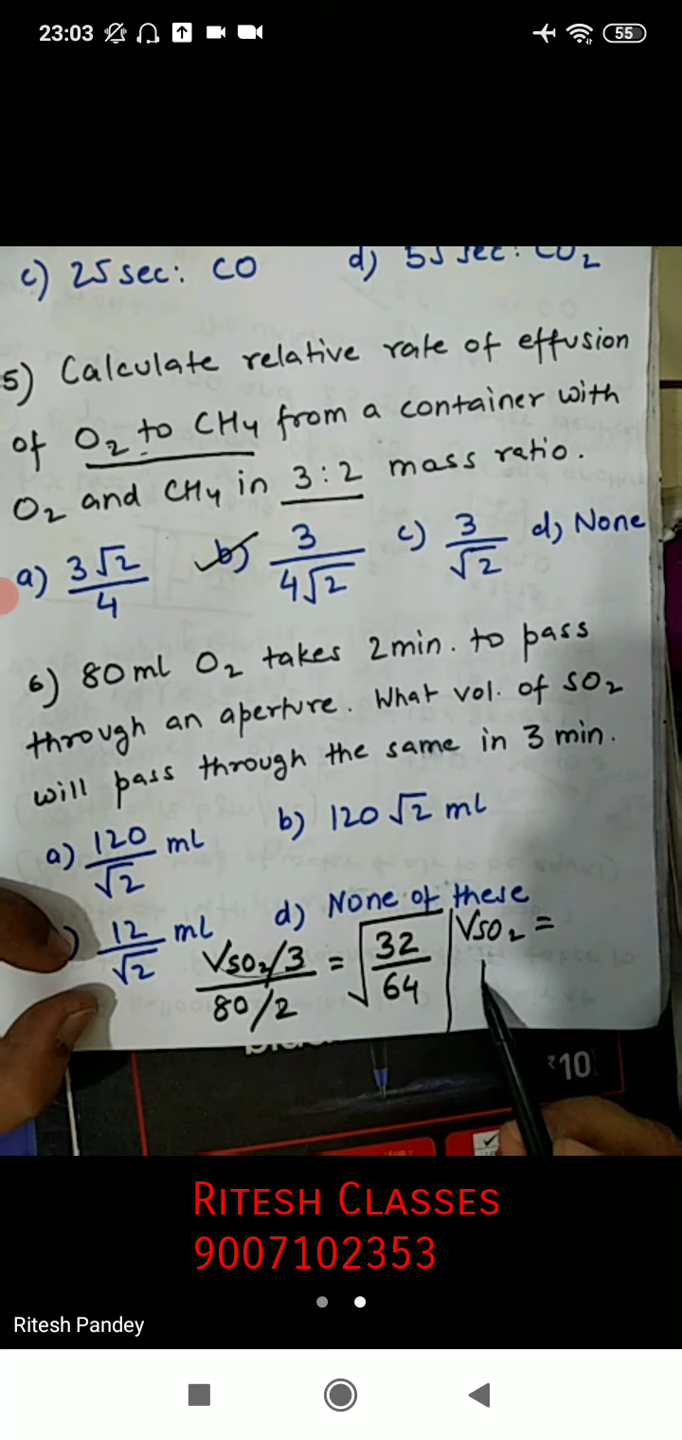 23:03
55
c) 25 sec: CO d) 55 sec: CO2
5) Calculate relative rate of effusion
of O2 to CH4 from a container with
O2 and CH4 in 3:2 mass ratio.
a) 3√2/4 b) 3/4√2 c) 3/√2 d) None
6) 80 ml O2 takes 2min. to pass
through an aperture. What vol. of SO2
will pass through the same in 3 min.
a) 120/√2 ml b) 120√2 ml
) 12/√2 ml d) None of these
VSO2/3 / 80/2 = √32/64 VSO2 =
₹10
RITESH CLASSES
9007102353
Ritesh Pandey